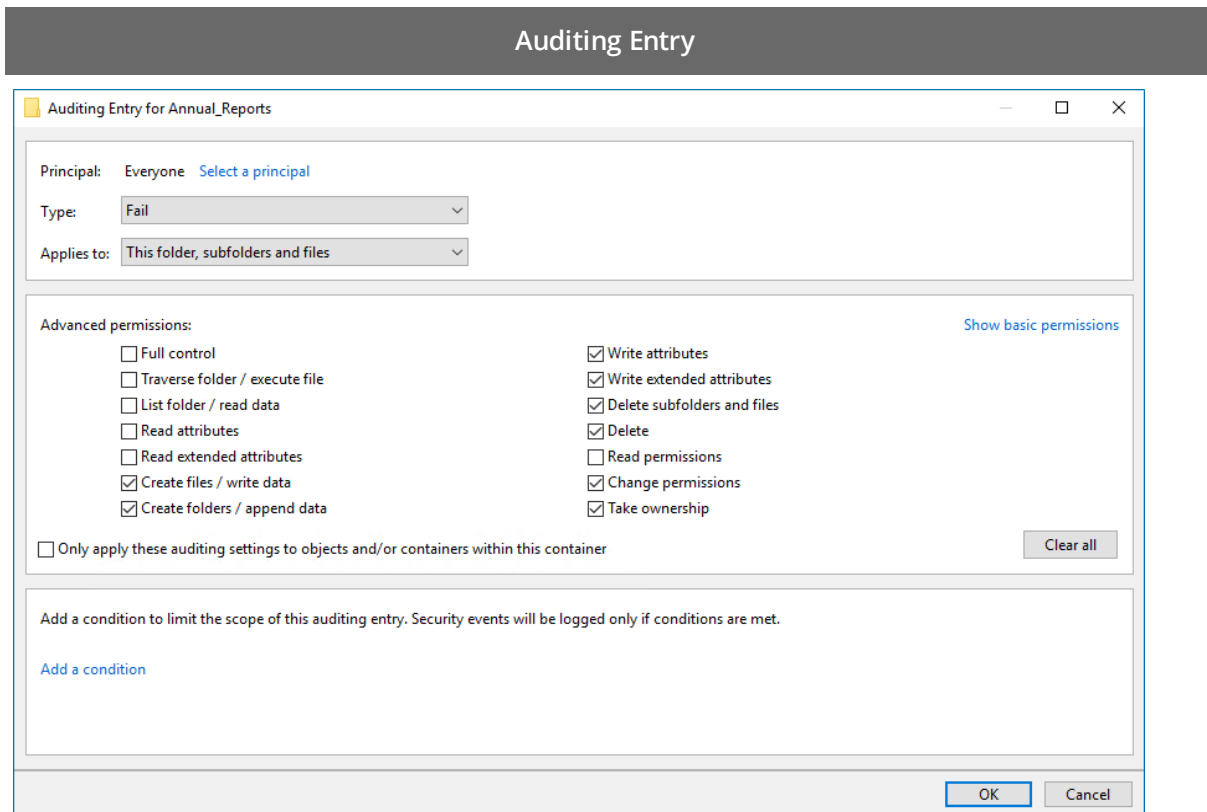 Auditing Entry
Auditing Entry for Annual_Reports
Principal: Everyone Select a principal
Type: Fail
Applies to: This folder, subfolders and files
Advanced permissions: Show basic permissions
Full control Write attributes
Traverse folder / execute file Write extended attributes
List folder / read data Delete subfolders and files
Read attributes Delete
Read extended attributes Read permissions
Create files / write data Change permissions
Create folders / append data Take ownership
Only apply these auditing settings to objects and/or containers within this container Clear all
Add a condition to limit the scope of this auditing entry. Security events will be logged only if conditions are met.
Add a condition
OK Cancel